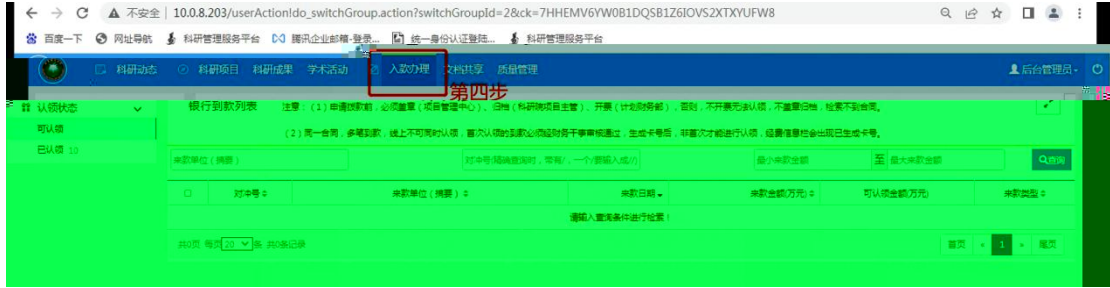 不安全 | 10.0.8.203/userAction!do_switchGroup.action?switchGroupId=2&ck=7HHEMV6YW0B1DQSB1Z6IOVS2XTXYUFW8
百度一下 网址导航 科研管理服务平台 腾讯企业邮箱-登录... 统一身份认证登陆... 科研管理服务平台
科研动态 科研项目 科研成果 学术活动 入款办理 文档共享 质量管理 后台管理员
第四步
认领状态 银行到款列表 注意：（1）申请拨款前，必须盖章（项目管理中心）、归档（科研院项目主管）、开票（计划财务部），否则，不开票无法认领，不盖章归档，检索不到合同。
可认领 （2）同一合同，多笔到款，线上不可同时认领，首次认领的到款必须经财务干事审核通过，生成卡号后，非首次才能进行认领，经费信息栏会出现已生成卡号。
已认领 10
来款单位（摘要） 对冲号(精确查询时，带有/，一个/要输入成//) 最小来款金额 至 最大来款金额 查询
对冲号 来款单位（摘要） 来款日期 来款金额(万元) 可认领金额(万元) 来款类型
请输入查询条件进行检索！
共0页 每页 20 条 共0条记录 首页 « 1 » 尾页